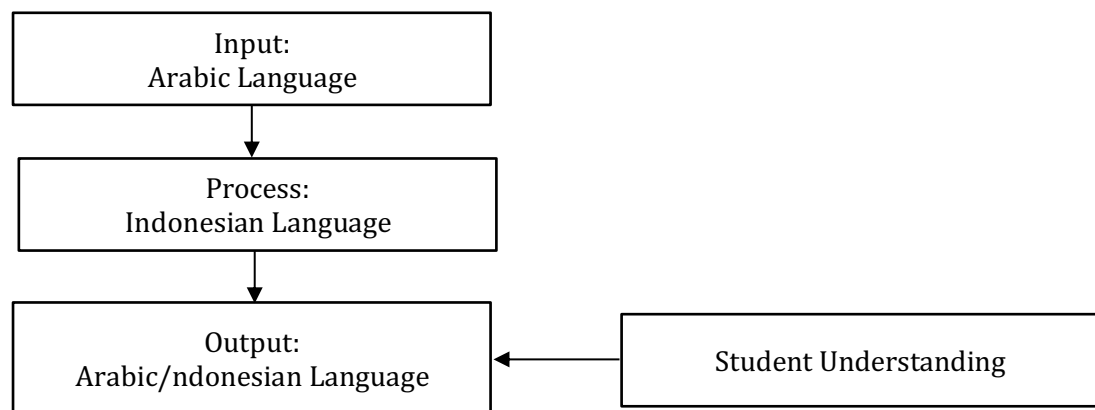 Input:
Arabic Language
Process:
Indonesian Language
Output:
Arabic/ndonesian Language
Student Understanding